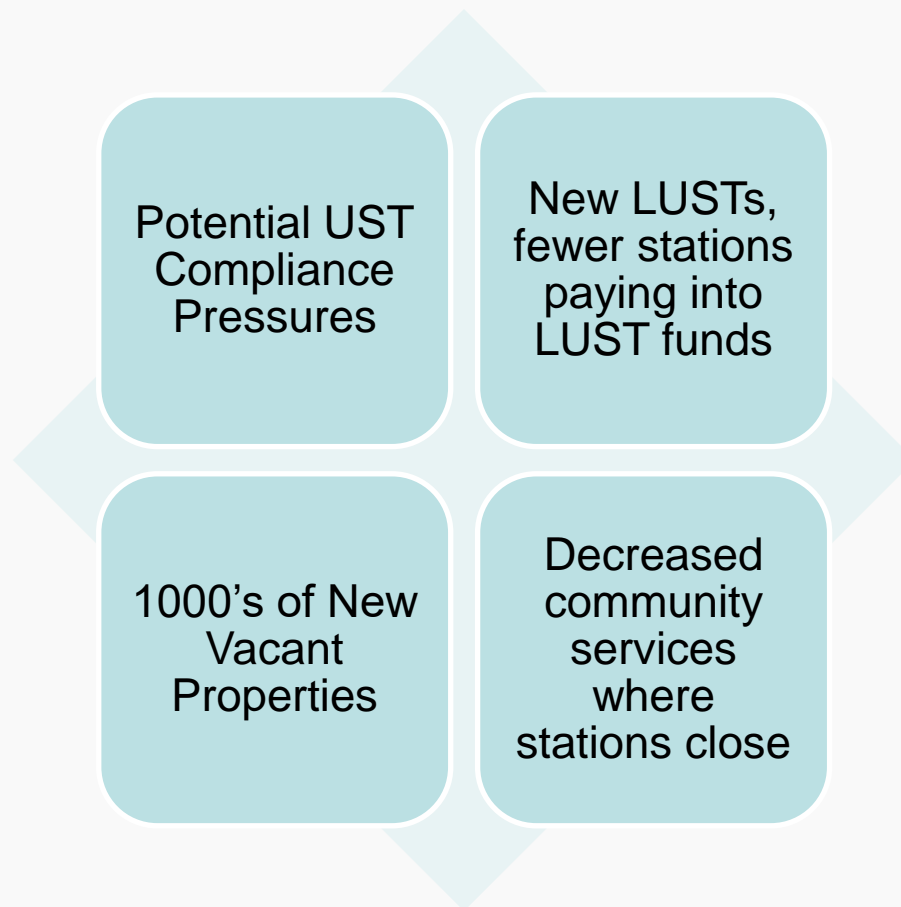 Potential UST
Compliance
Pressures
New LUSTs,
fewer stations
paying into
LUST funds
1000’s of New
Vacant
Properties
Decreased
community
services
where
stations close